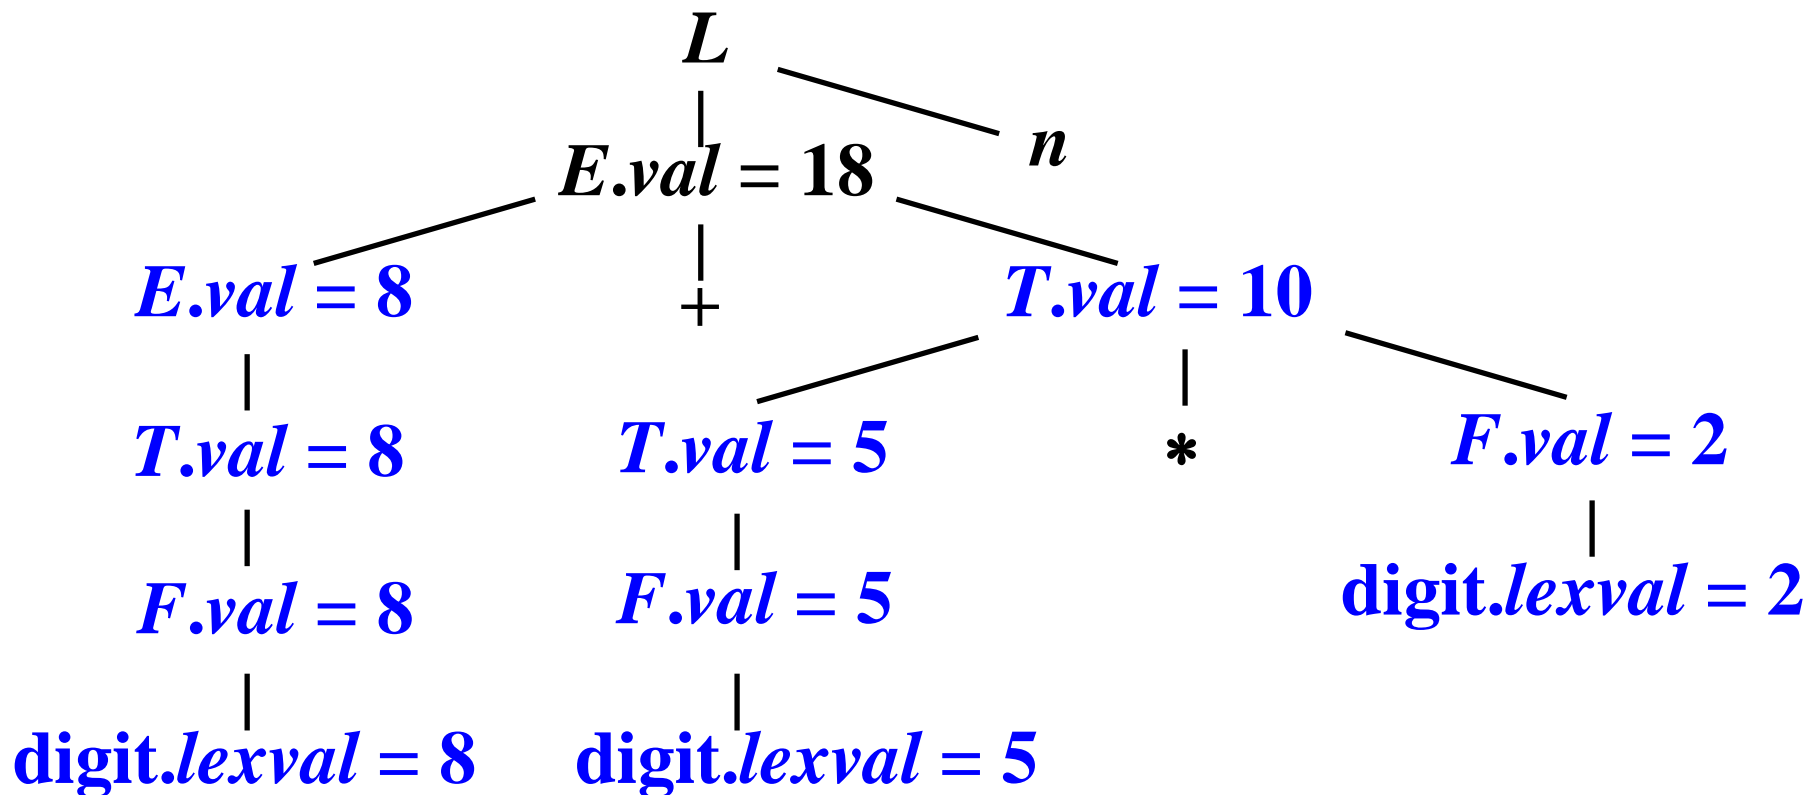 L
n
E.val = 18
E.val = 8 + T.val = 10
T.val = 8 T.val = 5 * F.val = 2
F.val = 8 F.val = 5 digit.lexval = 2
digit.lexval = 8 digit.lexval = 5